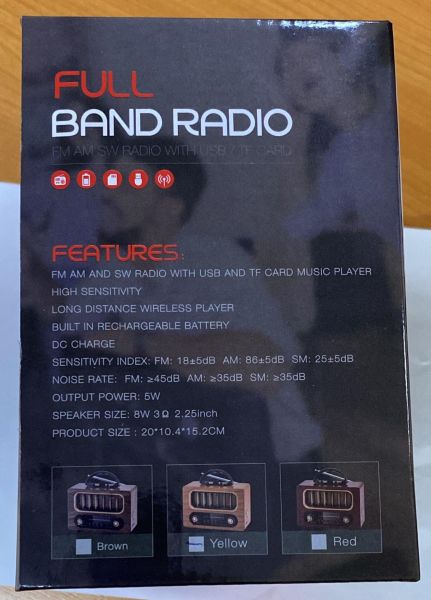 FULL
BAND RADIO
FM AM SW RADIO WITH USB / TF CARD
FEATURES:
FM AM AND SW RADIO WITH USB AND TF CARD MUSIC PLAYER
HIGH SENSITIVITY
LONG DISTANCE WIRELESS PLAYER
BUILT IN RECHARGEABLE BATTERY
DC CHARGE
SENSITIVITY INDEX: FM: 18±5dB AM: 86±5dB SM: 25±5dB
NOISE RATE: FM: ≥45dB AM: ≥35dB SM: ≥35dB
OUTPUT POWER: 5W
SPEAKER SIZE: 8W 3Ω 2.25inch
PRODUCT SIZE : 20*10.4*15.2CM
Brown
Yellow
Red